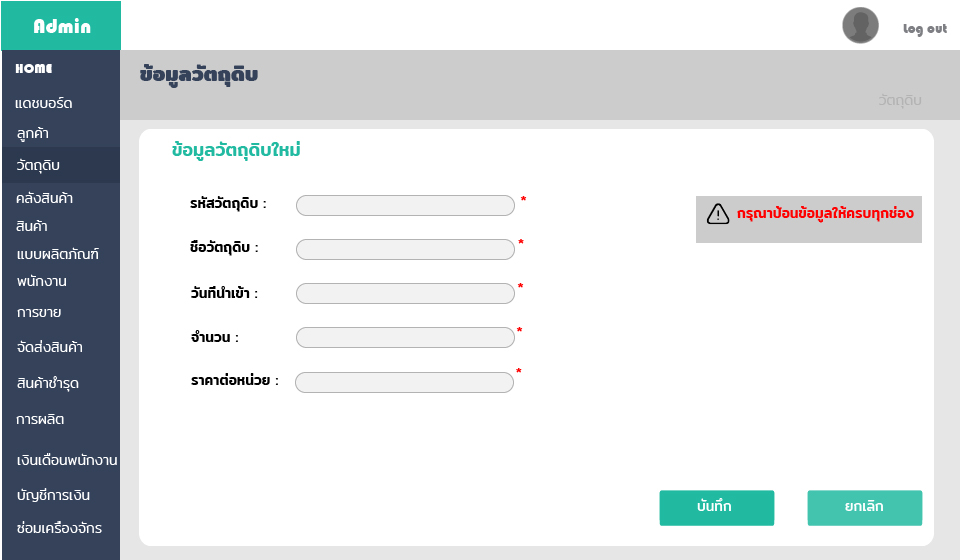 Admin
Log out
HOME
แดชบอร์ด
ลูกค้า
วัตถุดิบ
คลังสินค้า
สินค้า
แบบผลิตภัณฑ์
พนักงาน
การขาย
จัดส่งสินค้า
สินค้าชำรุด
การผลิต
เงินเดือนพนักงาน
บัญชีการเงิน
ซ่อมเครื่องจักร
ข้อมูลวัตถุดิบ
วัตถุดิบ
ข้อมูลวัตถุดิบใหม่
รหัสวัตถุดิบ : *
กรุณาป้อนข้อมูลให้ครบทุกช่อง
ชื่อวัตถุดิบ : *
วันที่นำเข้า : *
จำนวน : *
ราคาต่อหน่วย : *
บันทึก
ยกเลิก